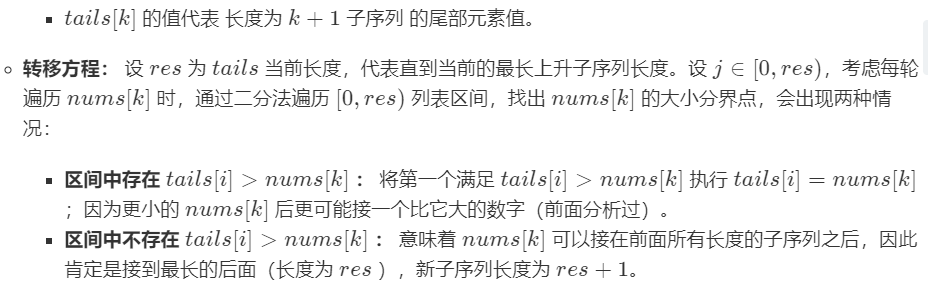 ▪ tails[k] 的值代表 长度为 k + 1 子序列 的尾部元素值。
○ 转移方程： 设 res 为 tails 当前长度，代表直到当前的最长上升子序列长度。设 j ∈ [0, res)，考虑每轮
遍历 nums[k] 时，通过二分法遍历 [0, res) 列表区间，找出 nums[k] 的大小分界点，会出现两种情
况：
▪ 区间中存在 tails[i] > nums[k]： 将第一个满足 tails[i] > nums[k] 执行 tails[i] = nums[k]
；因为更小的 nums[k] 后更可能接一个比它大的数字（前面分析过）。
▪ 区间中不存在 tails[i] > nums[k]： 意味着 nums[k] 可以接在前面所有长度的子序列之后，因此
肯定是接到最长的后面（长度为 res ），新子序列长度为 res + 1。